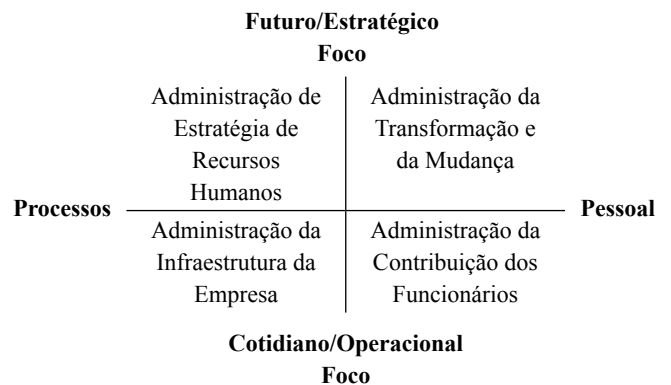 Futuro/Estratégico
Foco
Administração de
Estratégia de
Recursos
Humanos
Administração da
Transformação e
da Mudança
Processos
Pessoal
Administração da
Infraestrutura da
Empresa
Administração da
Contribuição dos
Funcionários
Cotidiano/Operacional
Foco